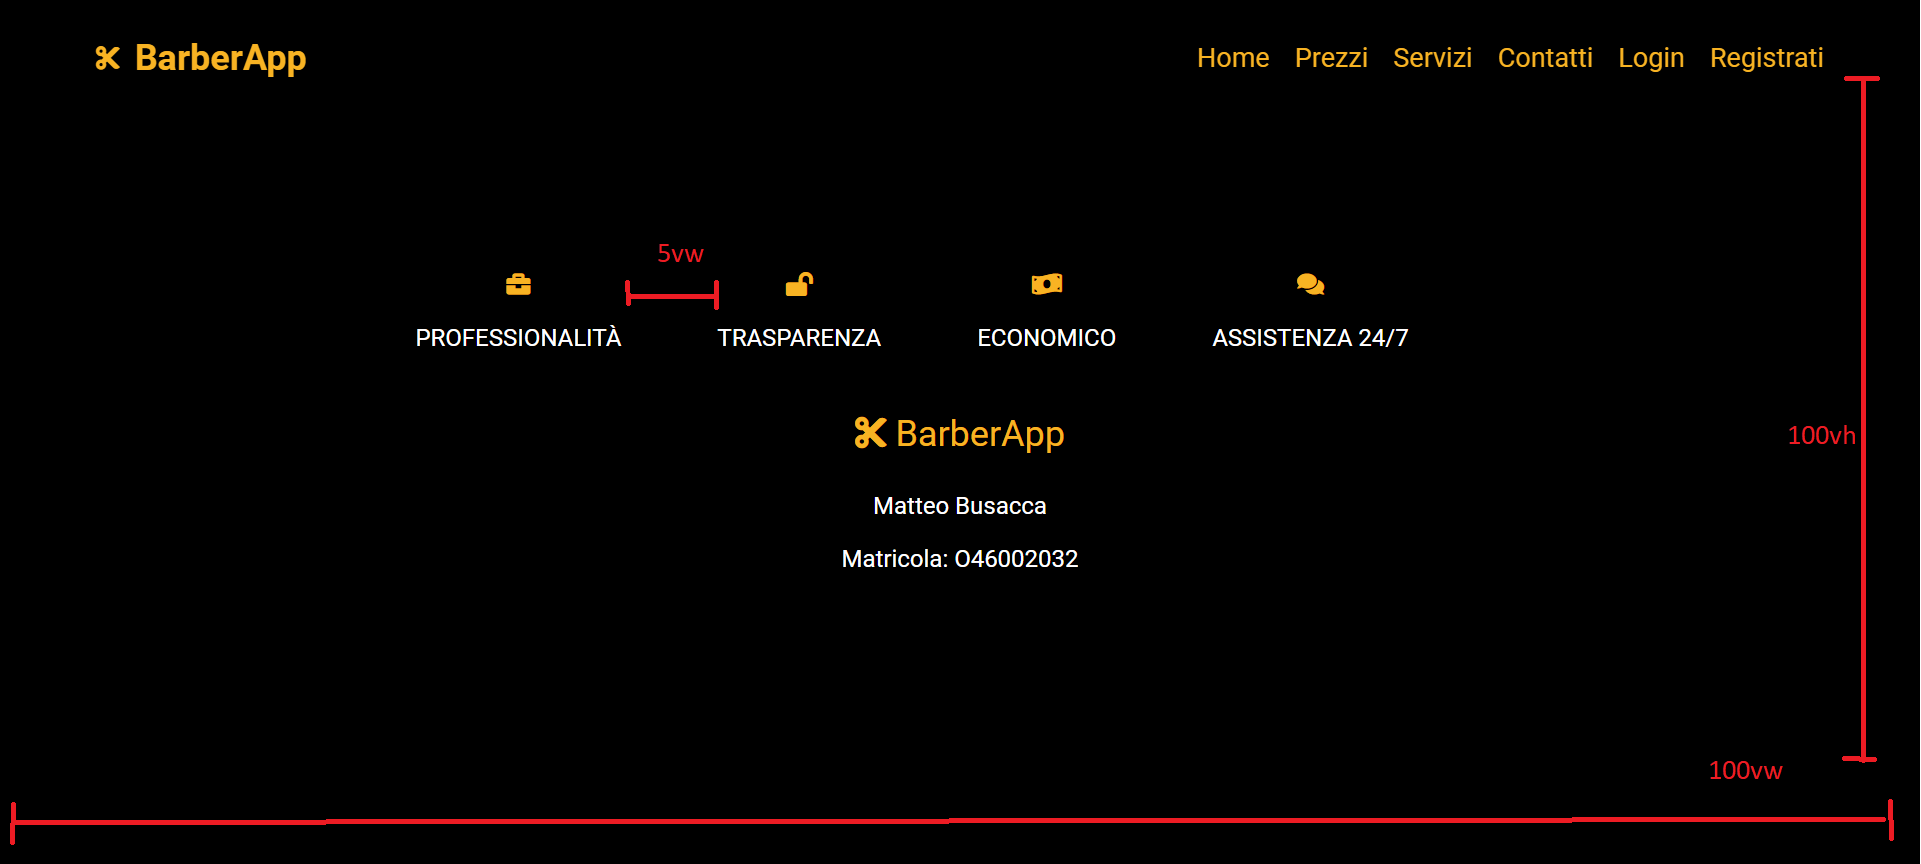 BarberApp
Home Prezzi Servizi Contatti Login Registrati
5vw
PROFESSIONALITÀ TRASPARENZA ECONOMICO ASSISTENZA 24/7
BarberApp
100vh
Matteo Busacca
Matricola: O46002032
100vw